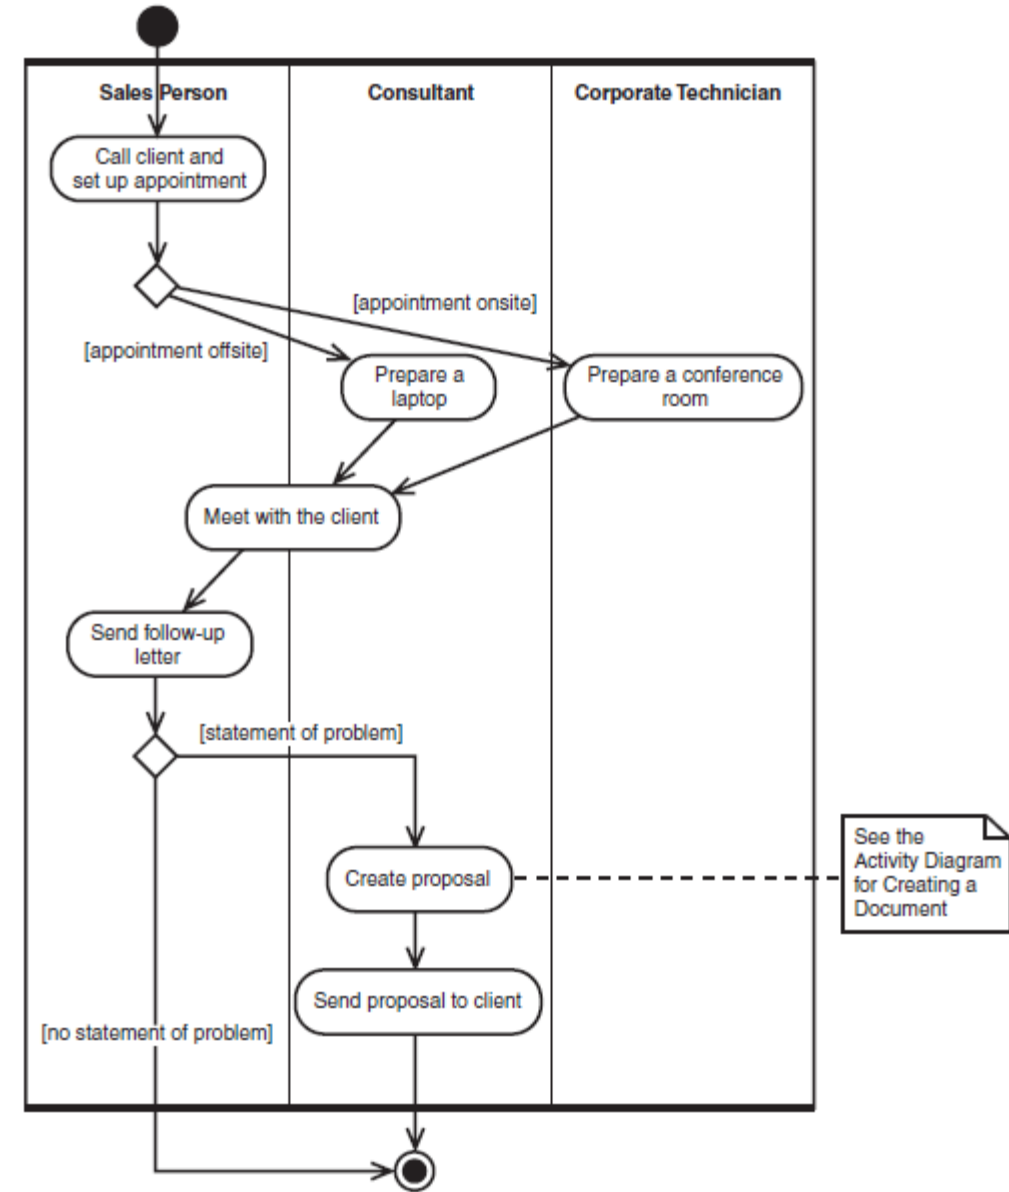 Sales Person
Consultant
Corporate Technician
Call client and
set up appointment
[appointment onsite]
[appointment offsite]
Prepare a
laptop
Prepare a conference
room
Meet with the client
Send follow-up
letter
[statement of problem]
Create proposal
See the
Activity Diagram
for Creating a
Document
Send proposal to client
[no statement of problem]